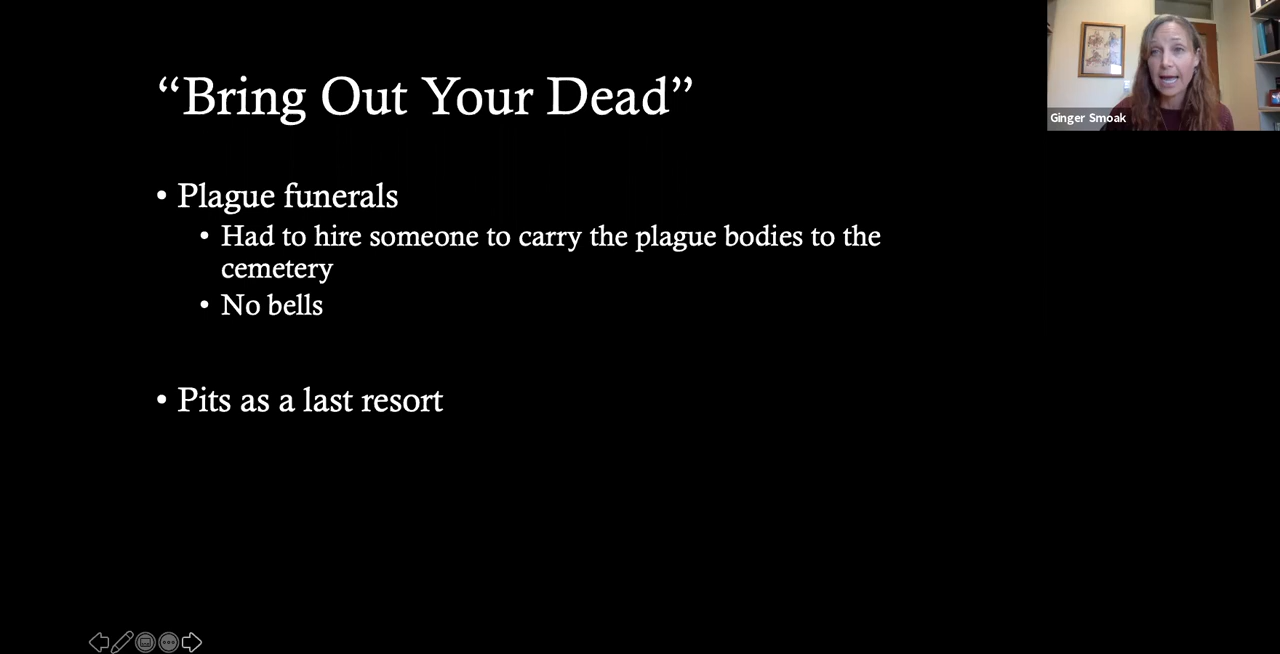 “Bring Out Your Dead”
Ginger Smoak
• Plague funerals
• Had to hire someone to carry the plague bodies to the
cemetery
• No bells
• Pits as a last resort